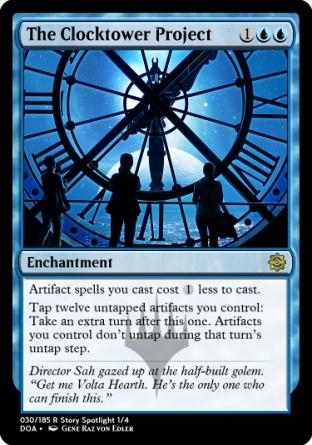 The Clocktower Project 1
Enchantment
Artifact spells you cast cost 1 less to cast.
Tap twelve untapped artifacts you control:
Take an extra turn after this one. Artifacts
you control don't untap during that turn's
untap step.
Director Sah gazed up at the half-built golem.
“Get me Volta Hearth. He's the only one who
can finish this.”
030/185 R Story Spotlight 1/4
DOA • Gene Raz von Edler